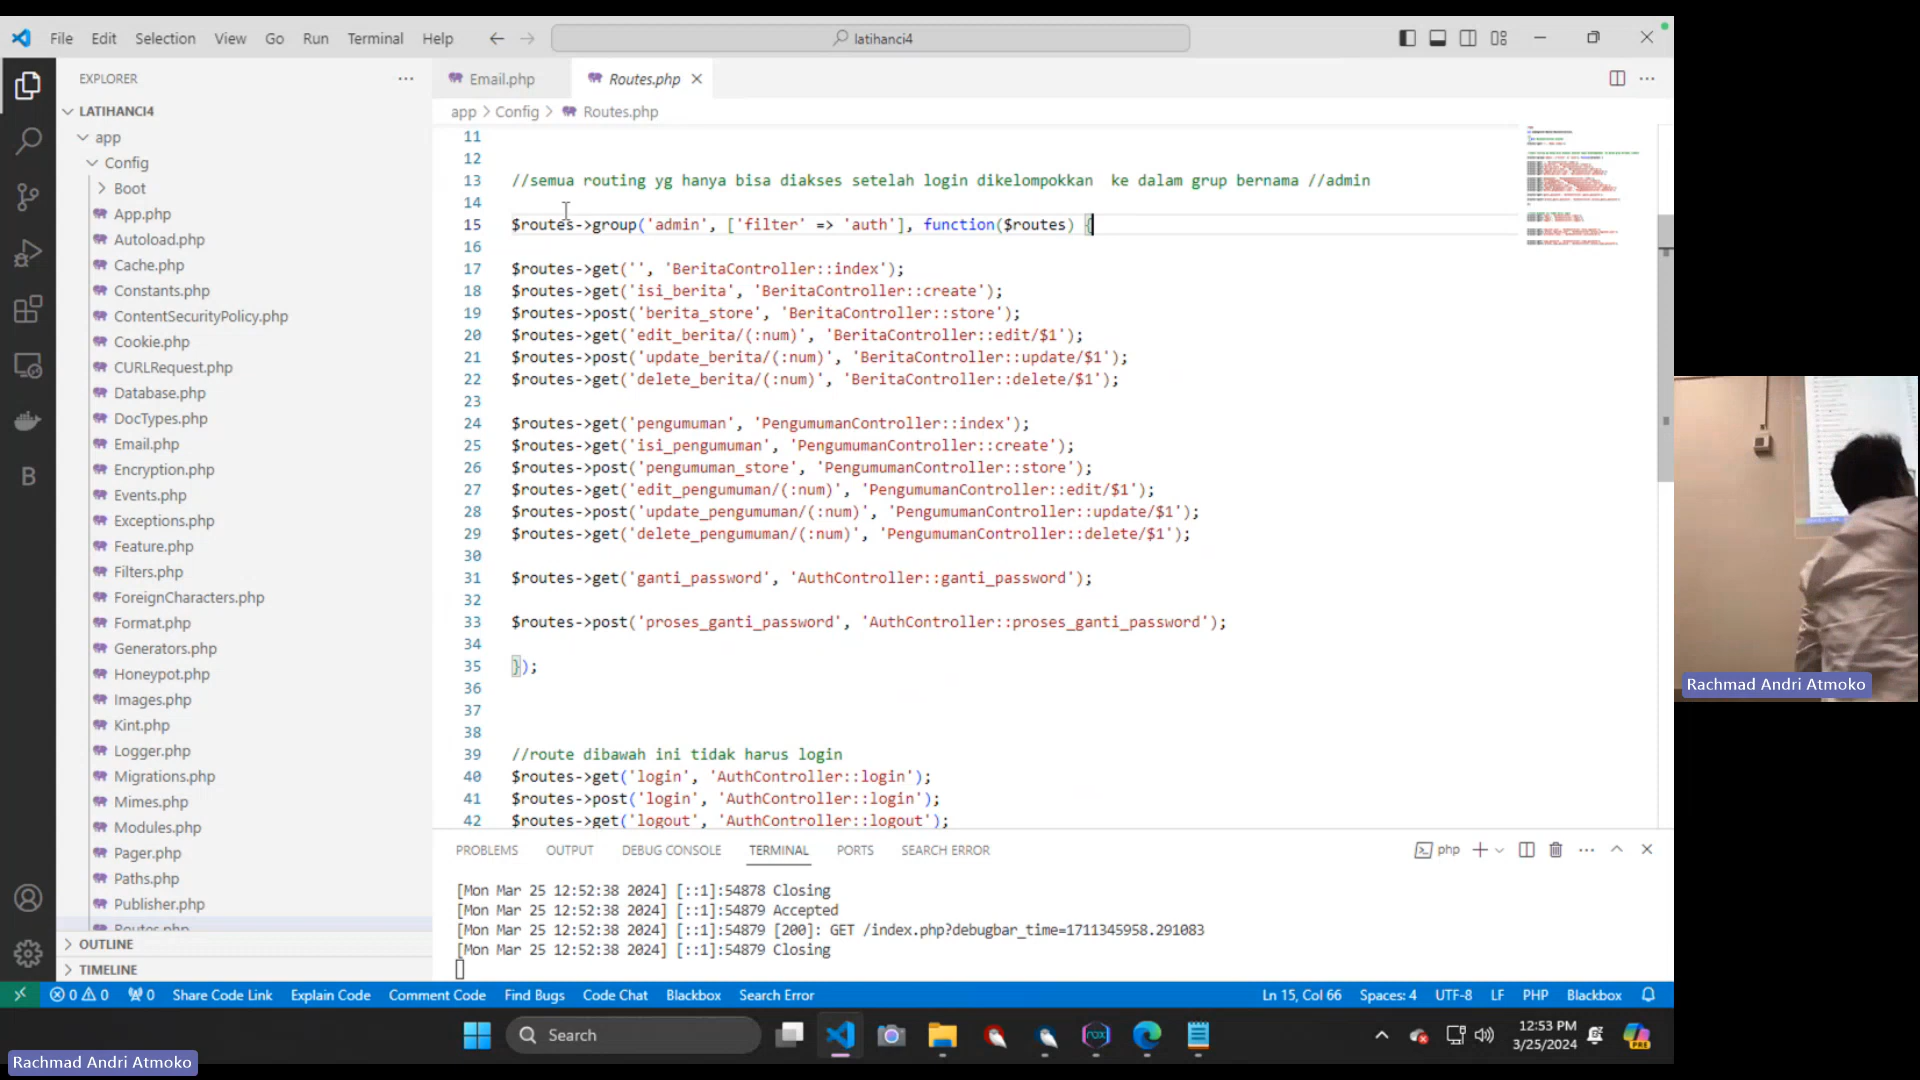 File Edit Selection View Go Run Terminal Help
latihanci4
EXPLORER
LATIHANCI4
app
Config
Boot
App.php
Autoload.php
Cache.php
Constants.php
ContentSecurityPolicy.php
Cookie.php
CURLRequest.php
Database.php
DocTypes.php
Email.php
Encryption.php
Events.php
Exceptions.php
Feature.php
Filters.php
ForeignCharacters.php
Format.php
Generators.php
Honeypot.php
Images.php
Kint.php
Logger.php
Migrations.php
Mimes.php
Modules.php
Pager.php
Paths.php
Publisher.php
Routes.php
OUTLINE
TIMELINE
Email.php
Routes.php
app > Config > Routes.php
11
12
13 //semua routing yg hanya bisa diakses setelah login dikelompokkan  ke dalam grup bernama //admin
14
15 $routes->group('admin', ['filter' => 'auth'], function($routes) {
16
17 $routes->get('', 'BeritaController::index');
18 $routes->get('isi_berita', 'BeritaController::create');
19 $routes->post('berita_store', 'BeritaController::store');
20 $routes->get('edit_berita/(:num)', 'BeritaController::edit/$1');
21 $routes->post('update_berita/(:num)', 'BeritaController::update/$1');
22 $routes->get('delete_berita/(:num)', 'BeritaController::delete/$1');
23
24 $routes->get('pengumuman', 'PengumumanController::index');
25 $routes->get('isi_pengumuman', 'PengumumanController::create');
26 $routes->post('pengumuman_store', 'PengumumanController::store');
27 $routes->get('edit_pengumuman/(:num)', 'PengumumanController::edit/$1');
28 $routes->post('update_pengumuman/(:num)', 'PengumumanController::update/$1');
29 $routes->get('delete_pengumuman/(:num)', 'PengumumanController::delete/$1');
30
31 $routes->get('ganti_password', 'AuthController::ganti_password');
32
33 $routes->post('proses_ganti_password', 'AuthController::proses_ganti_password');
34
35 });
36
37
38
39 //route dibawah ini tidak harus login
40 $routes->get('login', 'AuthController::login');
41 $routes->post('login', 'AuthController::login');
42 $routes->get('logout', 'AuthController::logout');
PROBLEMS OUTPUT DEBUG CONSOLE TERMINAL PORTS SEARCH ERROR
php
[Mon Mar 25 12:52:38 2024] [::1]:54878 Closing
[Mon Mar 25 12:52:38 2024] [::1]:54879 Accepted
[Mon Mar 25 12:52:38 2024] [::1]:54879 [200]: GET /index.php?debugbar_time=1711345958.291083
[Mon Mar 25 12:52:38 2024] [::1]:54879 Closing
0 0 0 Share Code Link Explain Code Comment Code Find Bugs Code Chat Blackbox Search Error
Ln 15, Col 66 Spaces: 4 UTF-8 LF PHP Blackbox
Search
12:53 PM
3/25/2024
PRE
Rachmad Andri Atmoko
Rachmad Andri Atmoko